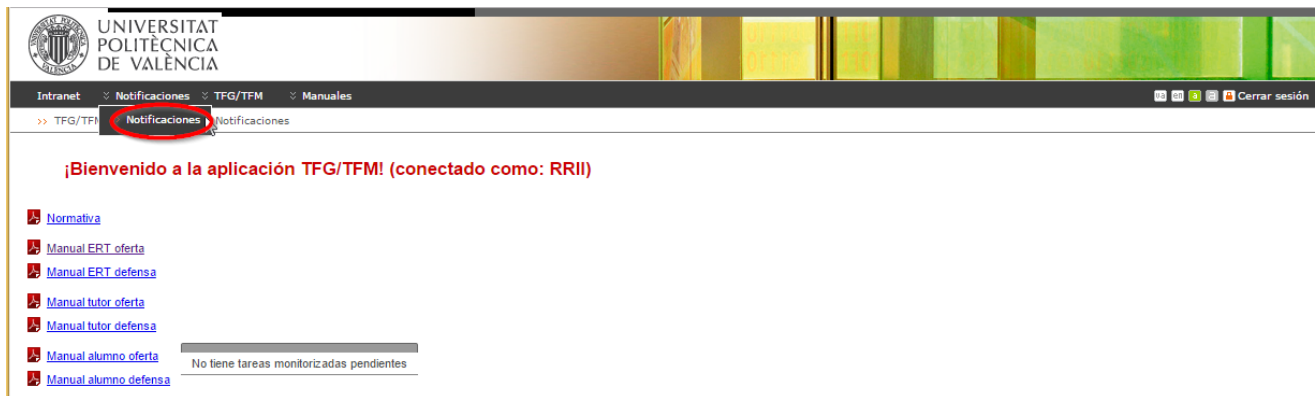 UNIVERSITAT
POLITÈCNICA
DE VALÈNCIA
Intranet Notificaciones TFG/TFM Manuales va en a a Cerrar sesión
>> TFG/TFM Notificaciones Notificaciones
¡Bienvenido a la aplicación TFG/TFM! (conectado como: RRII)
Normativa
Manual ERT oferta
Manual ERT defensa
Manual tutor oferta
Manual tutor defensa
Manual alumno oferta
No tiene tareas monitorizadas pendientes
Manual alumno defensa